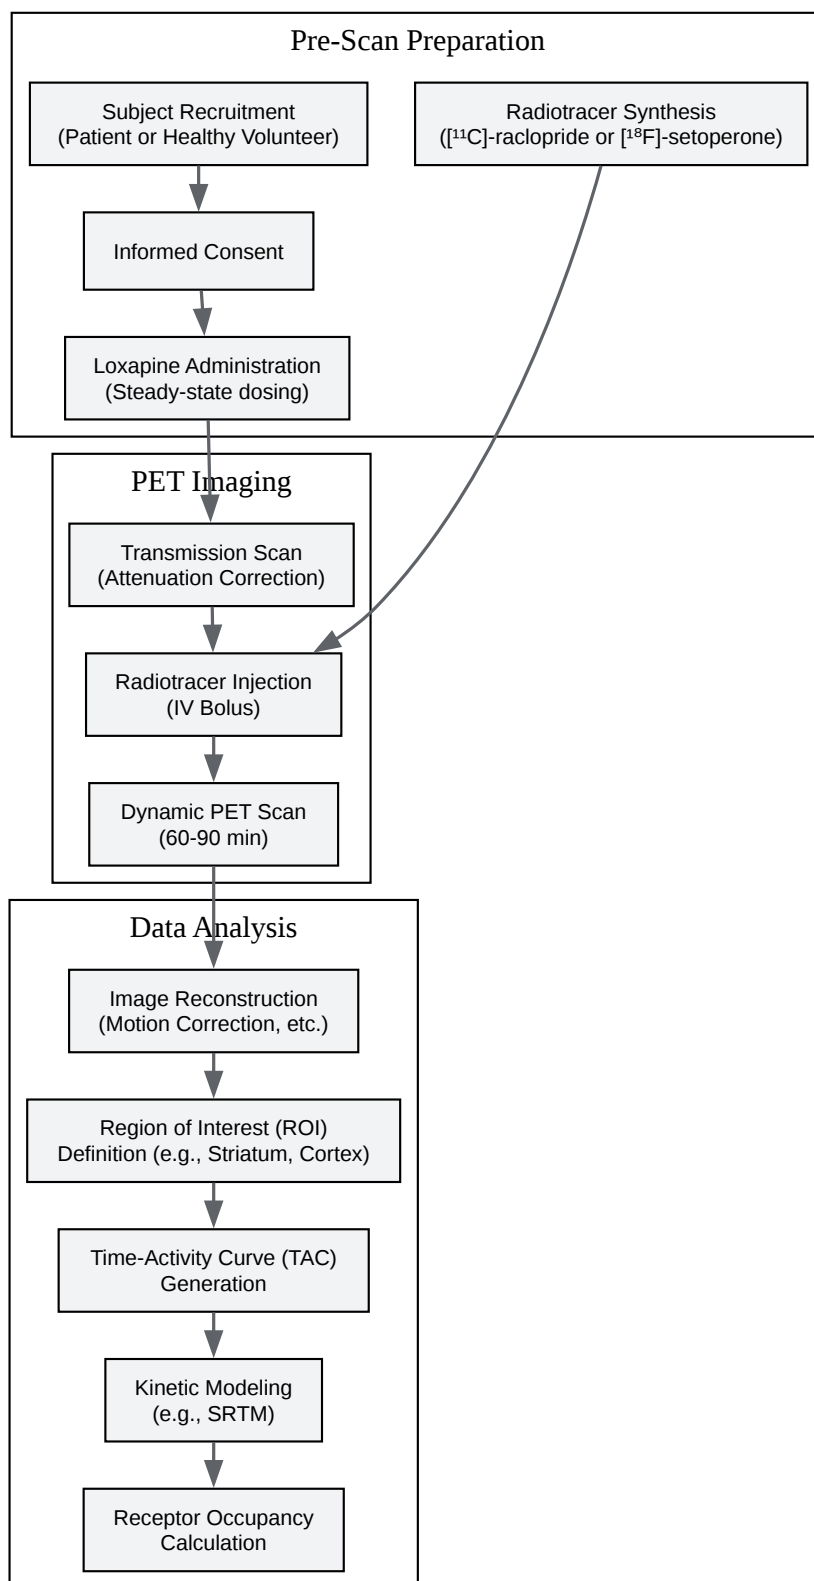 Pre-Scan Preparation
Subject Recruitment
(Patient or Healthy Volunteer)
Radiotracer Synthesis
([¹¹C]-raclopride or [¹⁸F]-setoperone)
Informed Consent
Loxapine Administration
(Steady-state dosing)
PET Imaging
Transmission Scan
(Attenuation Correction)
Radiotracer Injection
(IV Bolus)
Dynamic PET Scan
(60-90 min)
Data Analysis
Image Reconstruction
(Motion Correction, etc.)
Region of Interest (ROI)
Definition (e.g., Striatum, Cortex)
Time-Activity Curve (TAC)
Generation
Kinetic Modeling
(e.g., SRTM)
Receptor Occupancy
Calculation